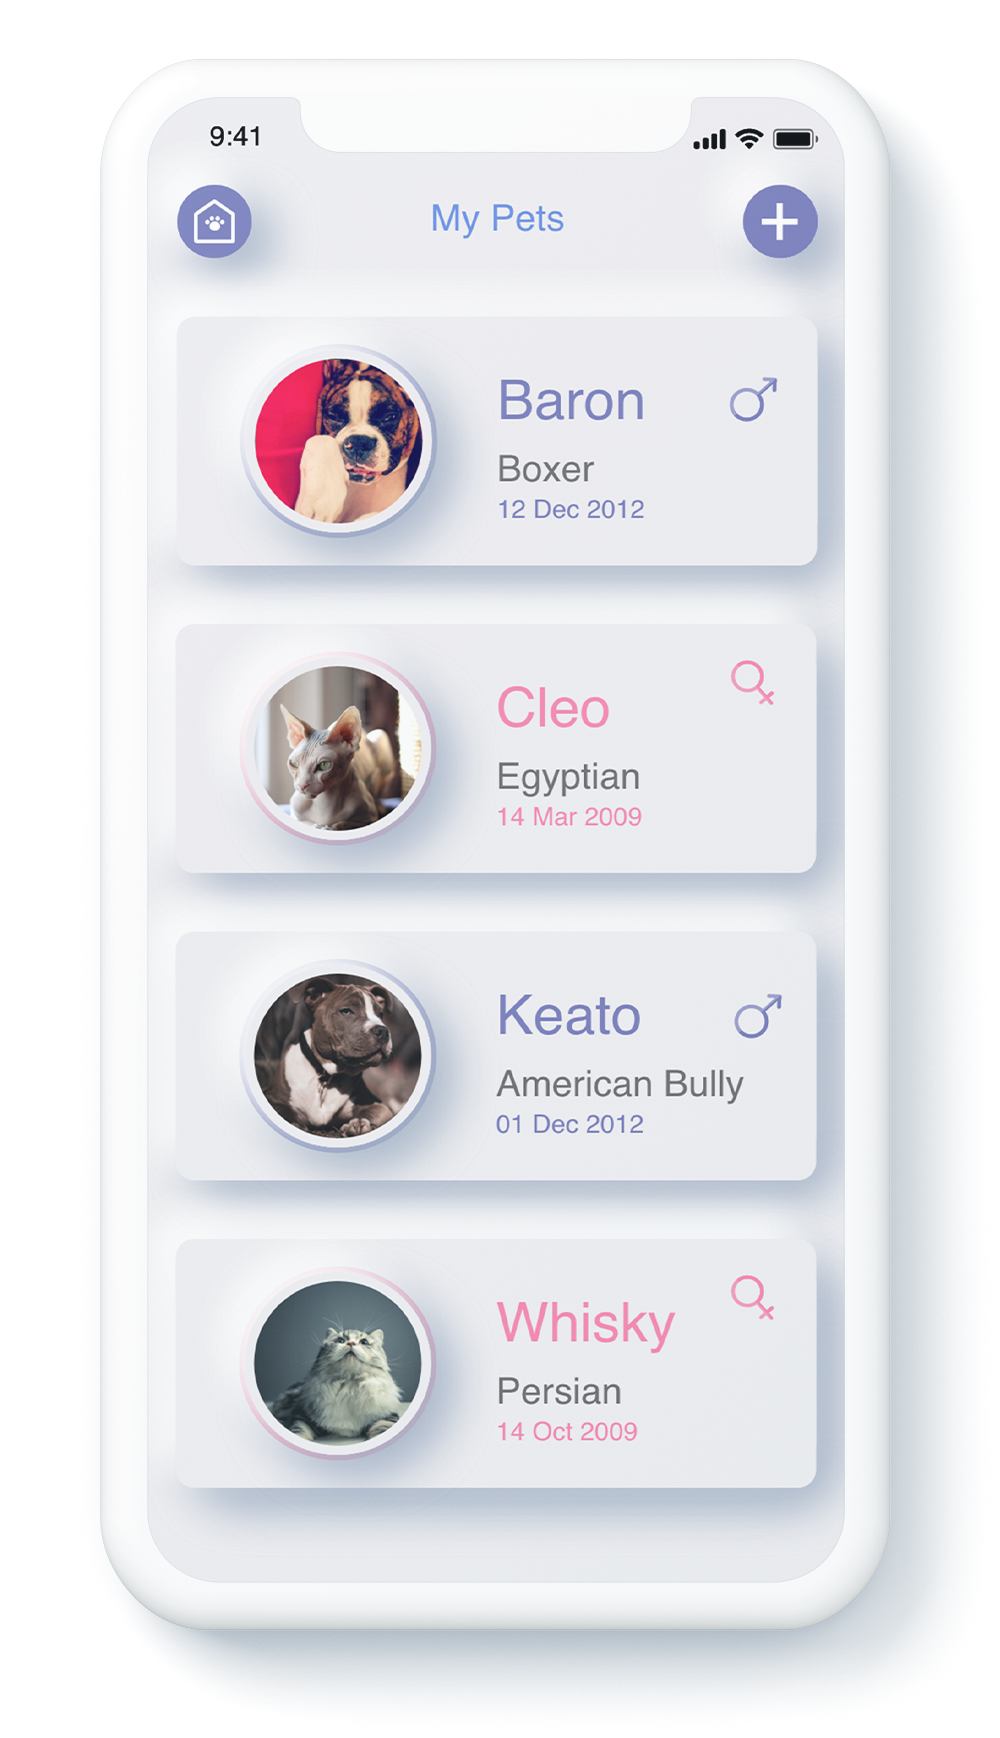 9:41
My Pets
Baron
Boxer
12 Dec 2012
Cleo
Egyptian
14 Mar 2009
Keato
American Bully
01 Dec 2012
Whisky
Persian
14 Oct 2009